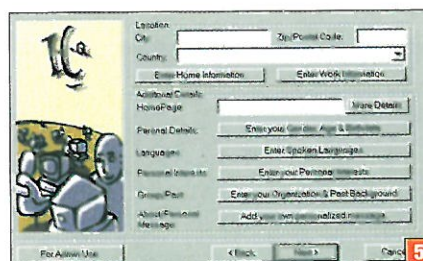 Location
City: Zip/Postal Code:
Country:
Enter Home Information Enter Work Information
Additional Details
HomePage: More Details
Personal Details: Enter your Gender, Age &
Languages: Enter Spoken Languages
Personal Interests Enter your Personal Interests
Group/Past Enter your Organization & Past Background
About/Personal Message: Add your own personalized message
For Admin Use < Back Next > Cancel 5